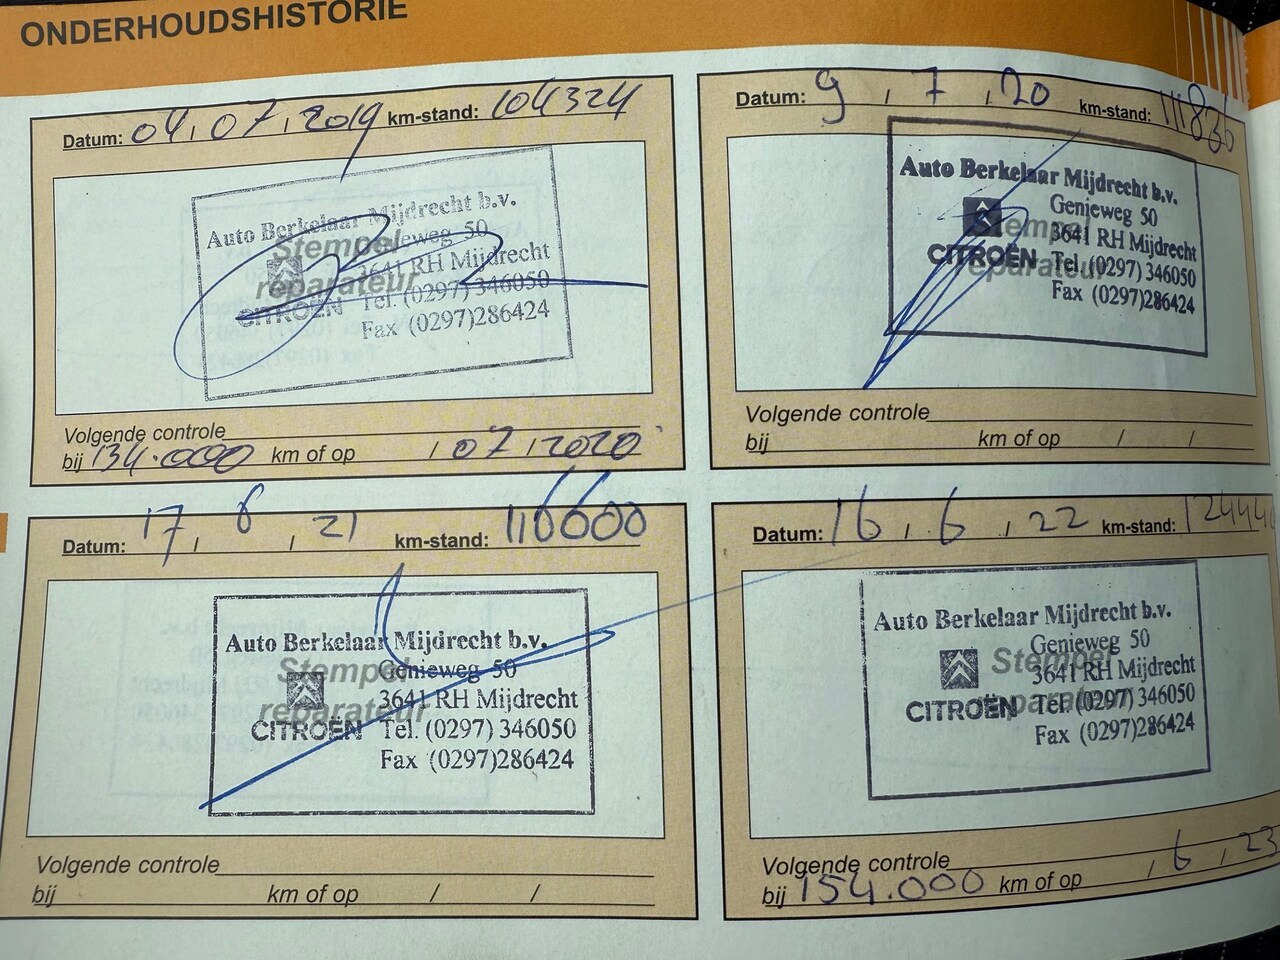 ONDERHOUDSHISTORIE
Datum: 04 , 07 , 2019 km-stand: 104324
Auto Berkelaar Mijdrecht b.v.
Genieweg 50
Stempel
3641 RH Mijdrecht
reparateur
CITROËN Tel. (0297) 346050
Fax (0297)286424
Volgende controle
bij 134.000 km of op / 07 / 2020
Datum: 9 , 7 , 20 km-stand: 111836
Auto Berkelaar Mijdrecht b.v.
Genieweg 50
Stempel
3641 RH Mijdrecht
CITROËN Tel. (0297) 346050
reparateur
Fax (0297)286424
Volgende controle
bij km of op / /
Datum: 17 , 6 , 21 km-stand: 116600
Auto Berkelaar Mijdrecht b.v.
Genieweg 50
Stempel
3641 RH Mijdrecht
reparateur
CITROËN Tel. (0297) 346050
Fax (0297)286424
Volgende controle
bij km of op / /
Datum: 16 , 6 , 22 km-stand:
Auto Berkelaar Mijdrecht b.v.
Genieweg 50
Stempel
3641 RH Mijdrecht
reparateur
CITROËN Tel. (0297) 346050
Fax (0297)286424
Volgende controle
bij 154.000 km of op , 6 , 23